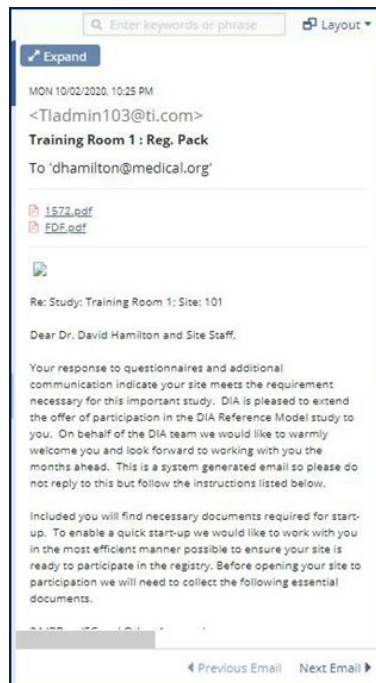 Enter keywords or phrase
Layout
Expand
MON 10/02/2020, 10:25 PM
<TIadmin103@ti.com>
Training Room 1 : Reg. Pack
To 'dhamilton@medical.org'
1572.pdf
FDF.pdf
Re: Study: Training Room 1; Site: 101
Dear Dr. David Hamilton and Site Staff,
Your response to questionnaires and additional
communication indicate your site meets the requirement
necessary for this important study. DIA is pleased to extend
the offer of participation in the DIA Reference Model study to
you. On behalf of the DIA team we would like to warmly
welcome you and look forward to working with you the
months ahead. This is a system generated email so please do
not reply to this but follow the instructions listed below.
Included you will find necessary documents required for start-
up. To enable a quick start-up we would like to work with you
in the most efficient manner possible to ensure your site is
ready to participate in the registry. Before opening your site to
participation we will need to collect the following essential
documents.
Previous Email Next Email